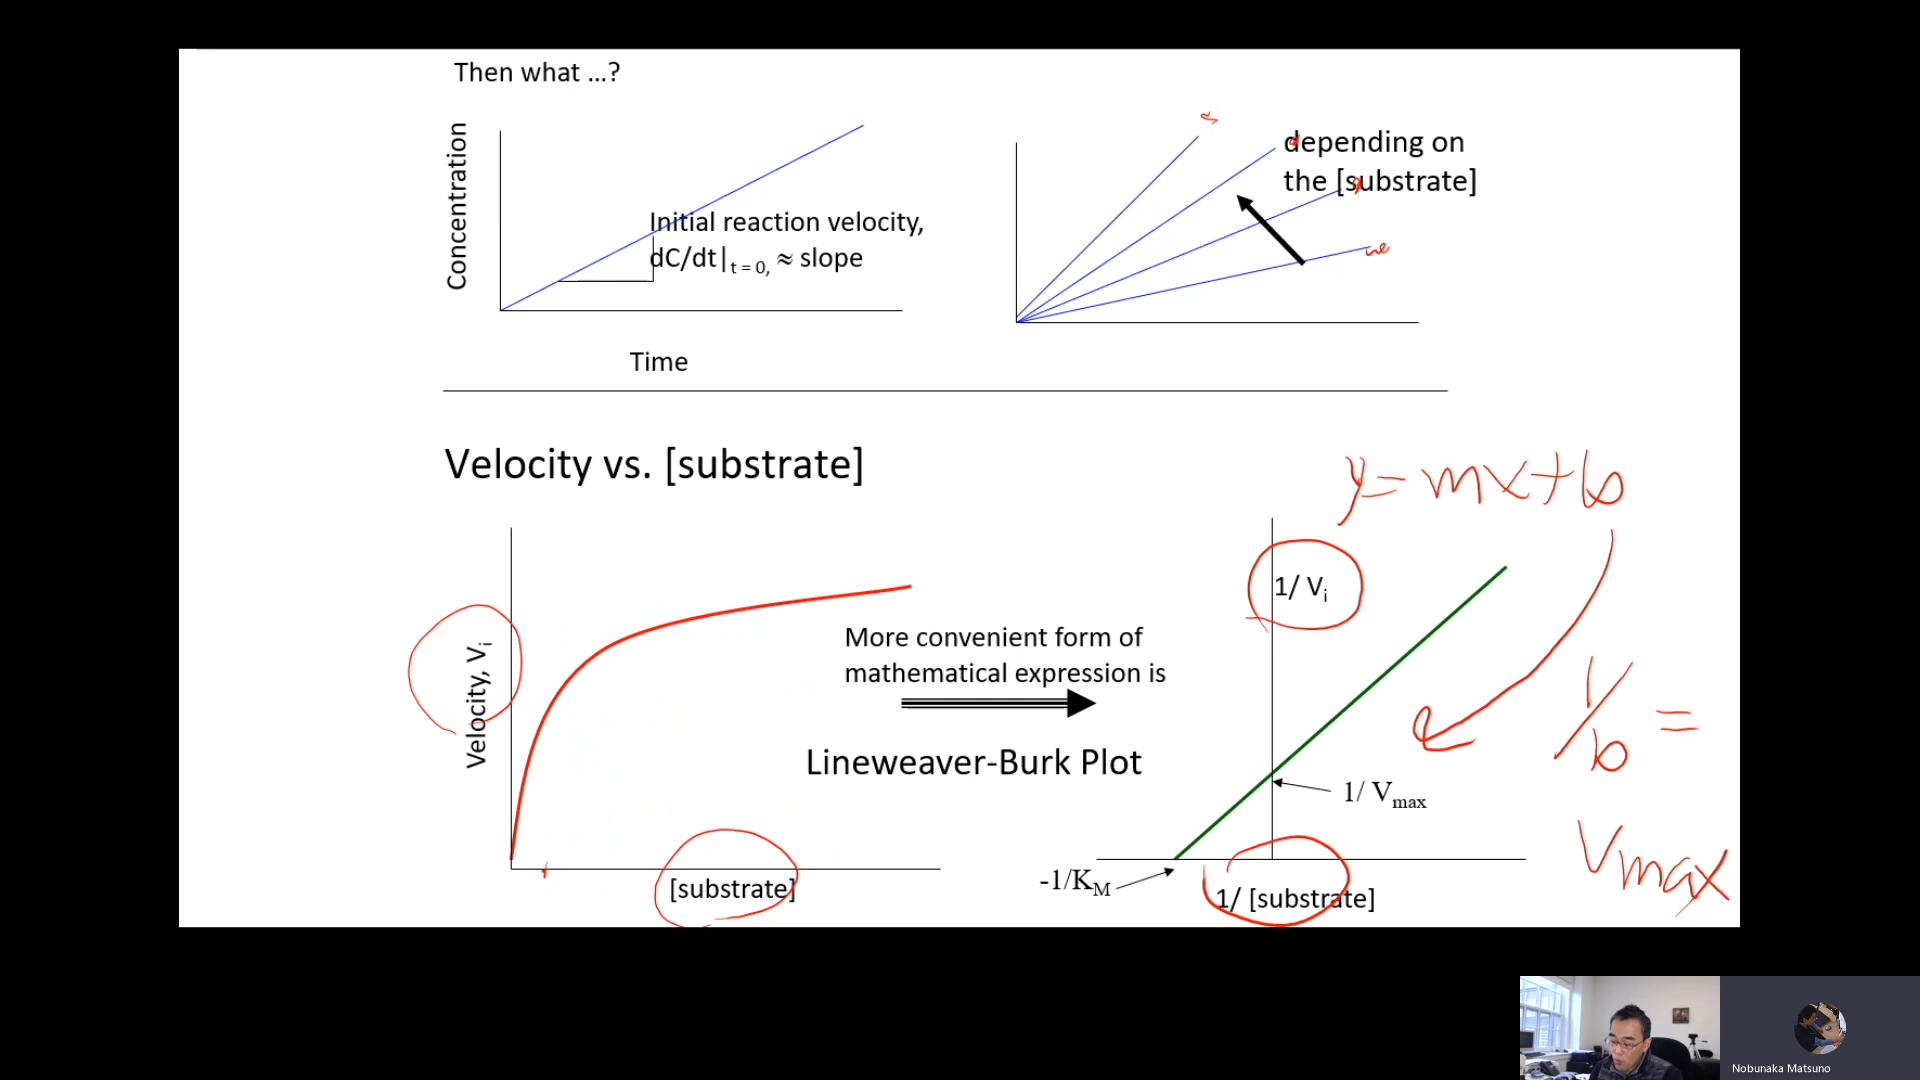 Then what ...?
Concentration
Initial reaction velocity,
dC/dt|t = 0, ≈ slope
Time
depending on
the [substrate]
Velocity vs. [substrate]
y = mx + b
Velocity, Vi
[substrate]
More convenient form of
mathematical expression is
Lineweaver-Burk Plot
1/ Vi
1/ Vmax
-1/KM
1/ [substrate]
1/b =
Vmax
Nobunaka Matsuno